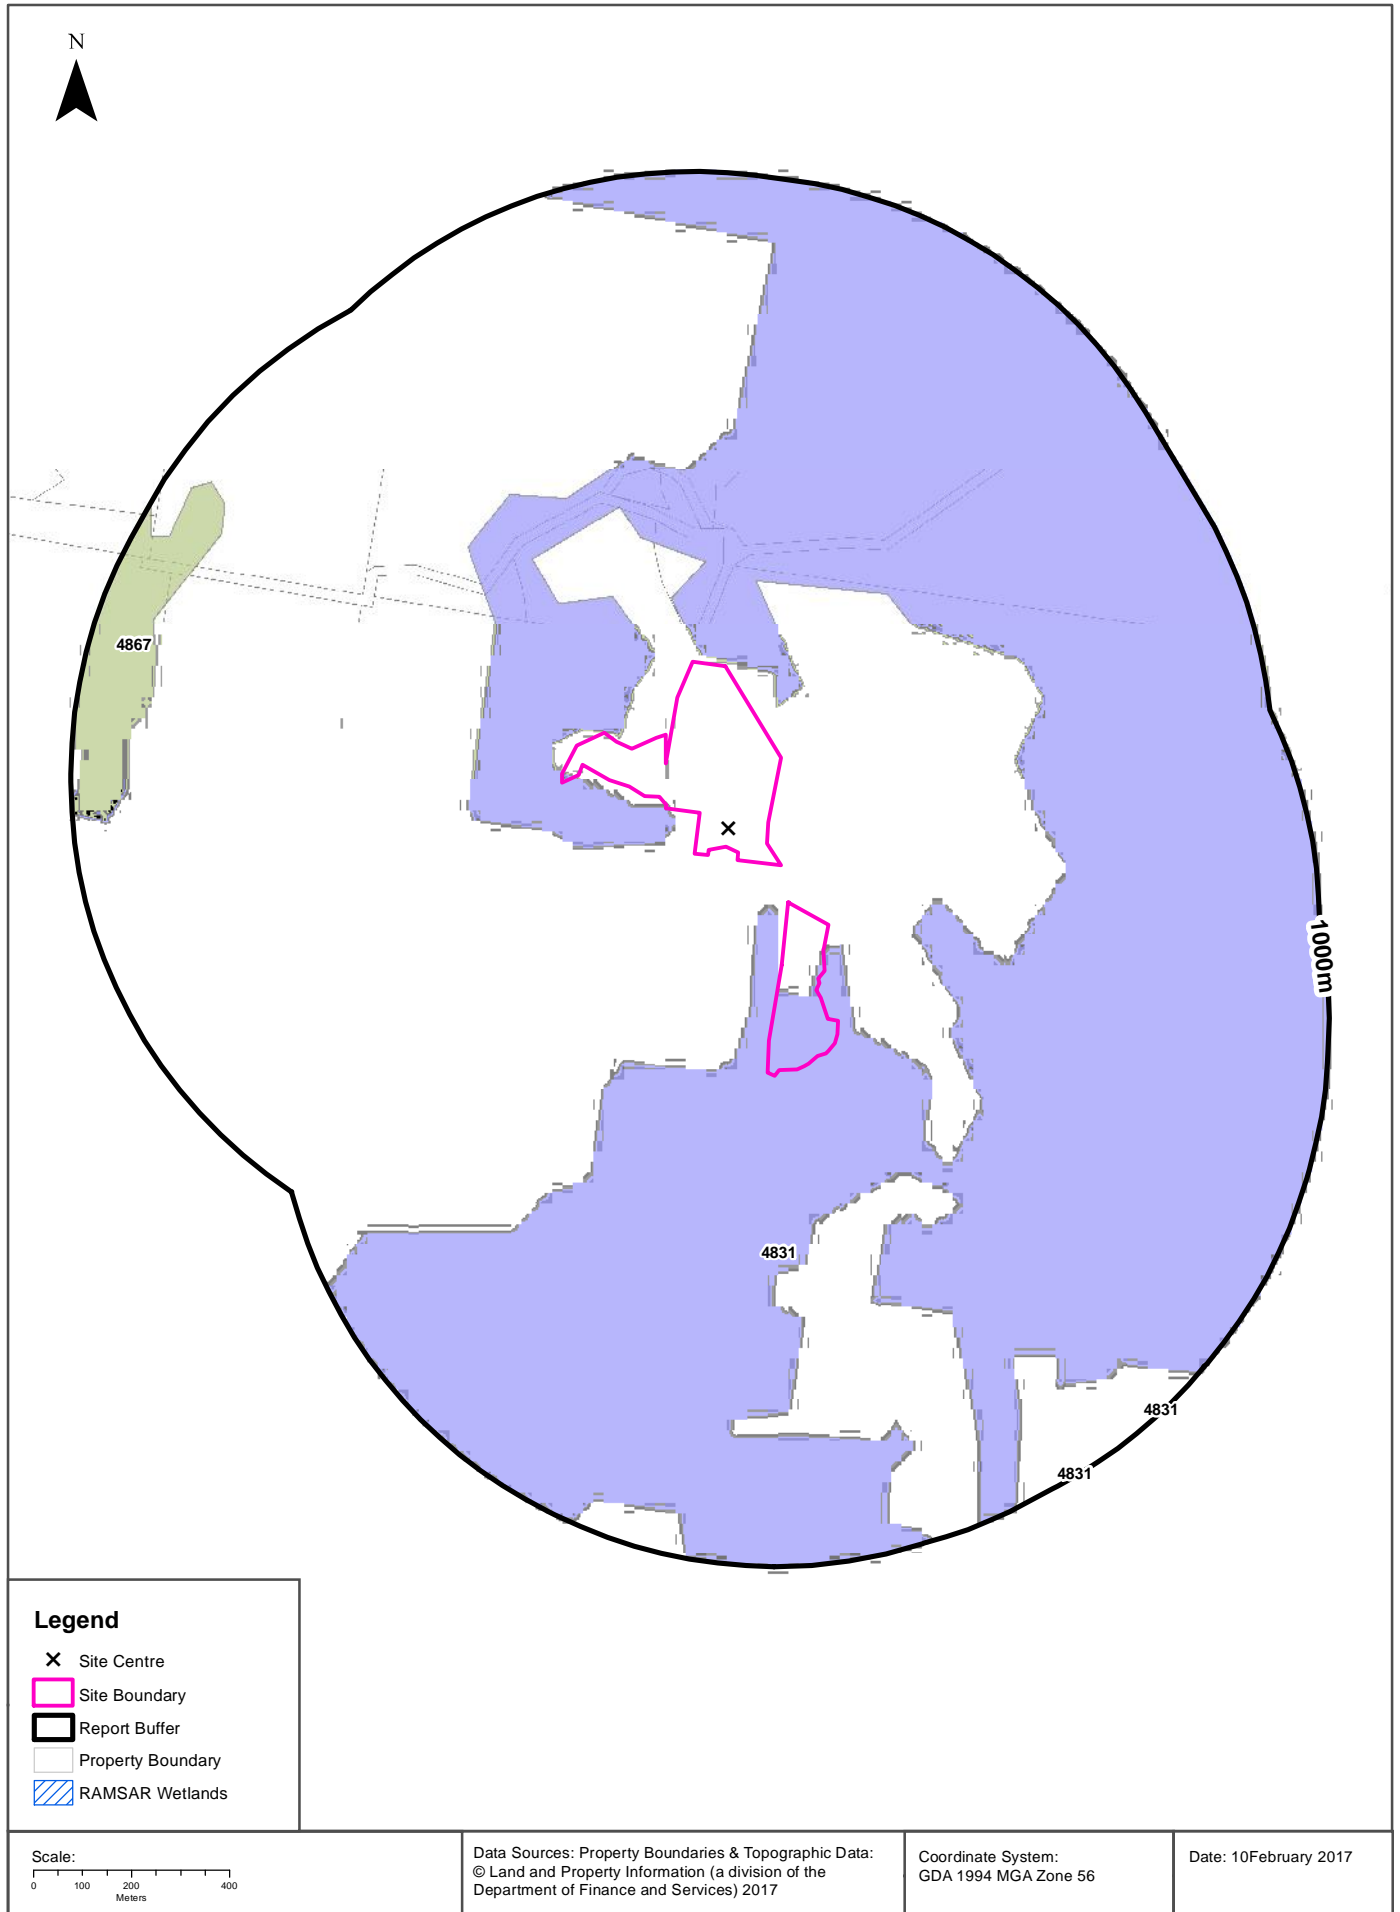 N
4867
1000m
4831
4831
4831
Legend
Site Centre
Site Boundary
Report Buffer
Property Boundary
RAMSAR Wetlands
Scale:
0 100 200 400
Meters
Data Sources: Property Boundaries & Topographic Data:
© Land and Property Information (a division of the
Department of Finance and Services) 2017
Coordinate System:
GDA 1994 MGA Zone 56
Date: 10February 2017